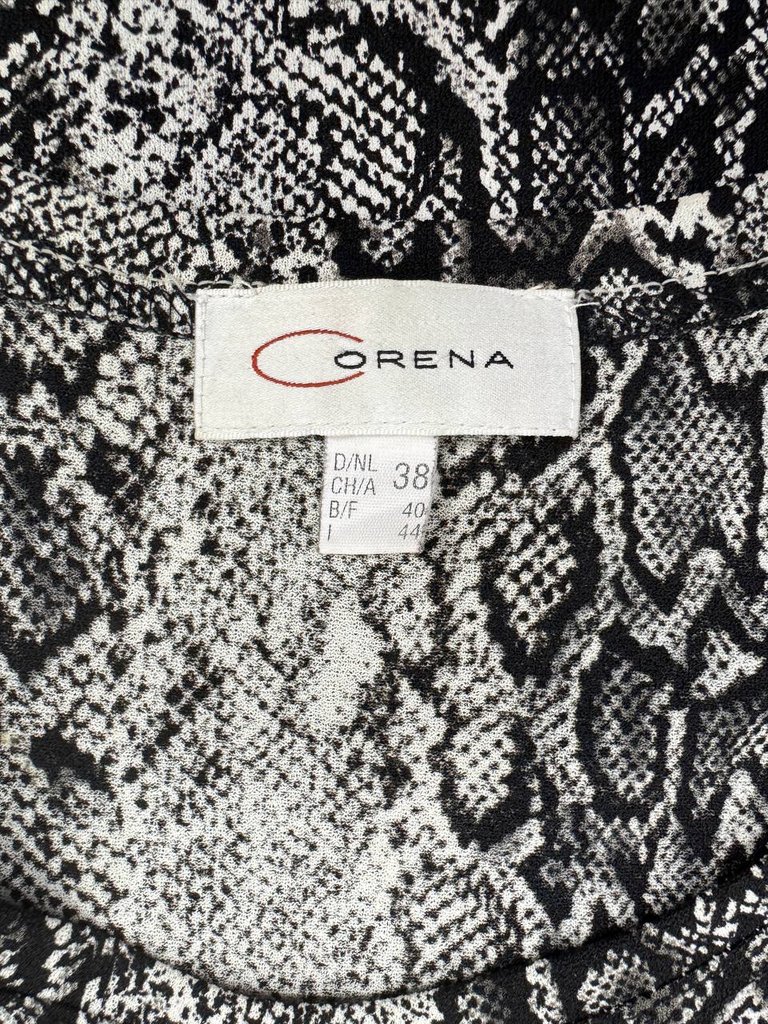 CORENA
D/NL 38
CH/A
B/F 40
I 44